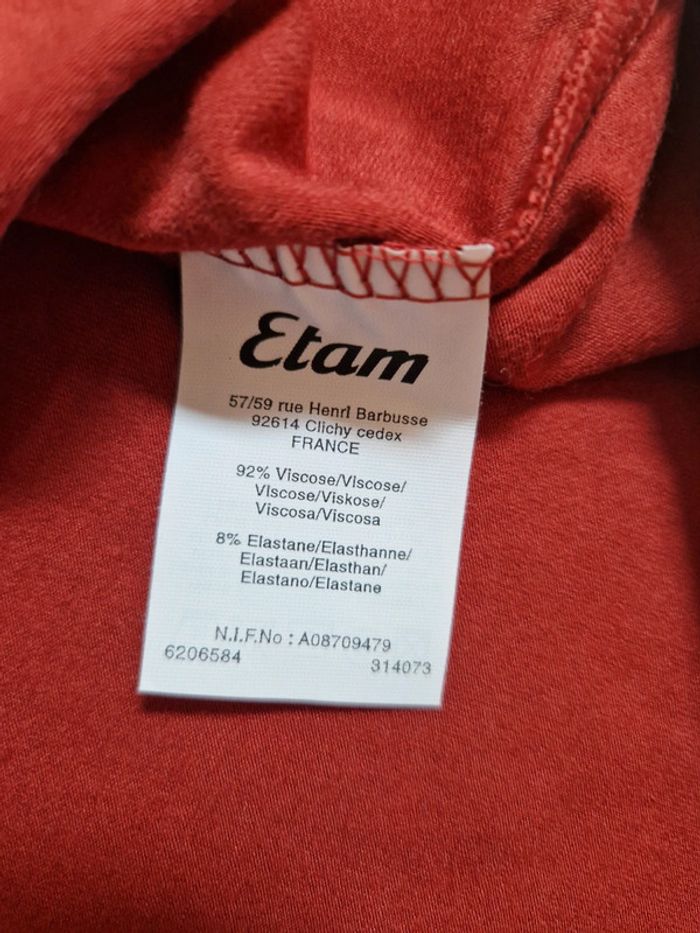 Etam
57/59 rue Henri Barbusse
92614 Clichy cedex
FRANCE
92% Viscose/Viscose/
Viscose/Viskose/
Viscosa/Viscosa
8% Elastane/Elasthanne/
Elastaan/Elasthan/
Elastano/Elastane
N.I.F.No : A08709479
6206584 314073